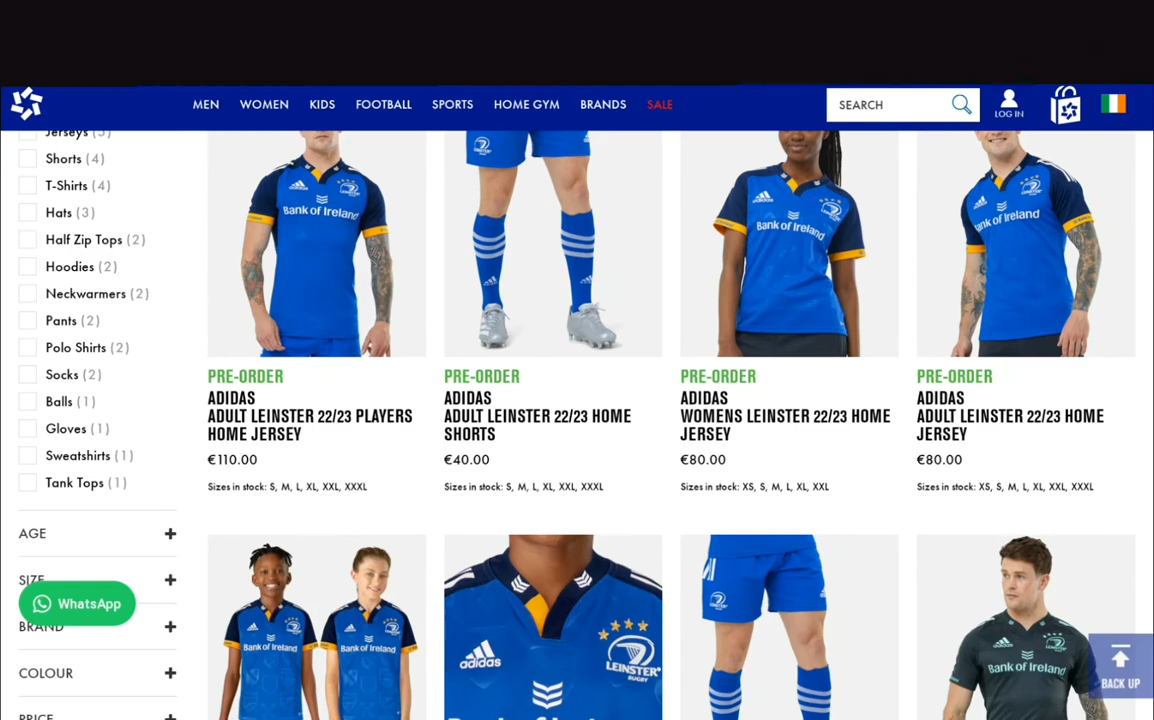 MEN WOMEN KIDS FOOTBALL SPORTS HOME GYM BRANDS SALE
SEARCH
LOG IN
Jerseys (5)
Shorts (4)
T-Shirts (4)
Hats (3)
Half Zip Tops (2)
Hoodies (2)
Neckwarmers (2)
Pants (2)
Polo Shirts (2)
Socks (2)
Balls (1)
Gloves (1)
Sweatshirts (1)
Tank Tops (1)
AGE
SIZE
WhatsApp
BRAND
COLOUR
PRICE
Bank of Ireland
PRE-ORDER
ADIDAS
ADULT LEINSTER 22/23 PLAYERS
HOME JERSEY
€110.00
Sizes in stock: S, M, L, XL, XXL, XXXL
PRE-ORDER
ADIDAS
ADULT LEINSTER 22/23 HOME
SHORTS
€40.00
Sizes in stock: S, M, L, XL, XXL, XXXL
Bank of Ireland
PRE-ORDER
ADIDAS
WOMENS LEINSTER 22/23 HOME
JERSEY
€80.00
Sizes in stock: XS, S, M, L, XL, XXL
Bank of Ireland
PRE-ORDER
ADIDAS
ADULT LEINSTER 22/23 HOME
JERSEY
€80.00
Sizes in stock: XS, S, M, L, XL, XXL, XXXL
Bank of Ireland
Bank of Ireland
adidas
LEINSTER
RUGBY
Bank of Ireland
BACK UP